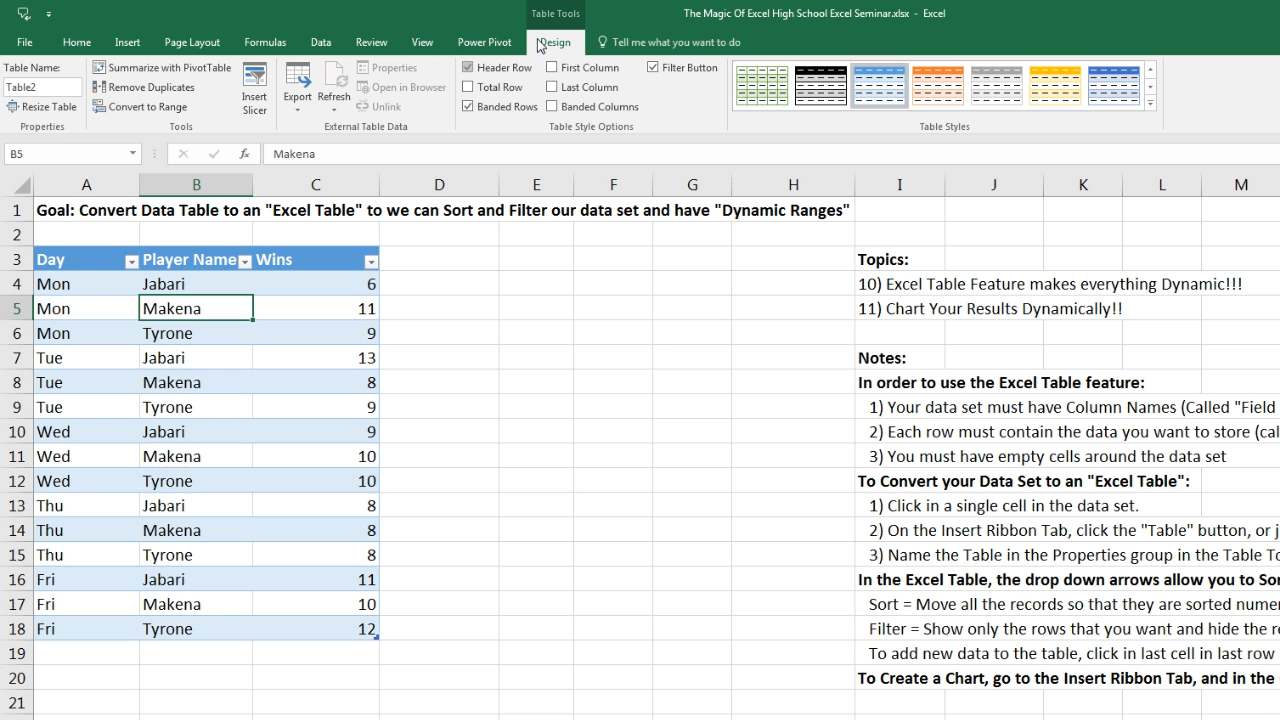 Table Tools
The Magic Of Excel High School Excel Seminar.xlsx - Excel
File Home Insert Page Layout Formulas Data Review View Power Pivot Design Tell me what you want to do
Table Name:
Table2
Resize Table
Properties
Summarize with PivotTable
Remove Duplicates
Convert to Range
Tools
Insert Slicer
Export
Refresh
Properties
Open in Browser
Unlink
External Table Data
Header Row First Column Filter Button
Total Row Last Column
Banded Rows Banded Columns
Table Style Options
Table Styles
B5 fx Makena
A B C D E F G H I J K L M
1 Goal: Convert Data Table to an "Excel Table" to we can Sort and Filter our data set and have "Dynamic Ranges"
2
3 Day Player Name Wins Topics:
4 Mon Jabari 6 10) Excel Table Feature makes everything Dynamic!!!
5 Mon Makena 11 11) Chart Your Results Dynamically!!
6 Mon Tyrone 9
7 Tue Jabari 13 Notes:
8 Tue Makena 8 In order to use the Excel Table feature:
9 Tue Tyrone 9 1) Your data set must have Column Names (Called "Field
10 Wed Jabari 9 2) Each row must contain the data you want to store (cal
11 Wed Makena 10 3) You must have empty cells around the data set
12 Wed Tyrone 10 To Convert your Data Set to an "Excel Table":
13 Thu Jabari 8 1) Click in a single cell in the data set.
14 Thu Makena 8 2) On the Insert Ribbon Tab, click the "Table" button, or j
15 Thu Tyrone 8 3) Name the Table in the Properties group in the Table To
16 Fri Jabari 11 In the Excel Table, the drop down arrows allow you to Sor
17 Fri Makena 10 Sort = Move all the records so that they are sorted numer
18 Fri Tyrone 12 Filter = Show only the rows that you want and hide the re
19 To add new data to the table, click in last cell in last row
20 To Create a Chart, go to the Insert Ribbon Tab, and in the
21